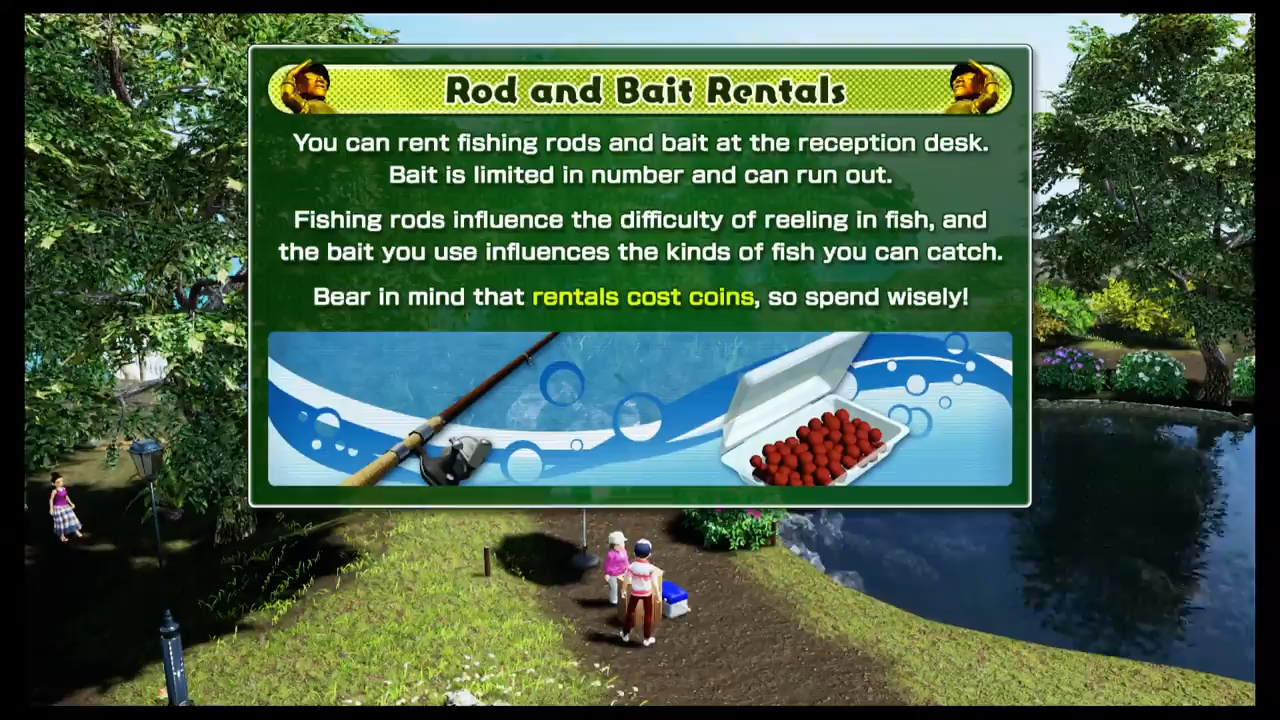 Rod and Bait Rentals
You can rent fishing rods and bait at the reception desk.
Bait is limited in number and can run out.
Fishing rods influence the difficulty of reeling in fish, and
the bait you use influences the kinds of fish you can catch.
Bear in mind that rentals cost coins, so spend wisely!